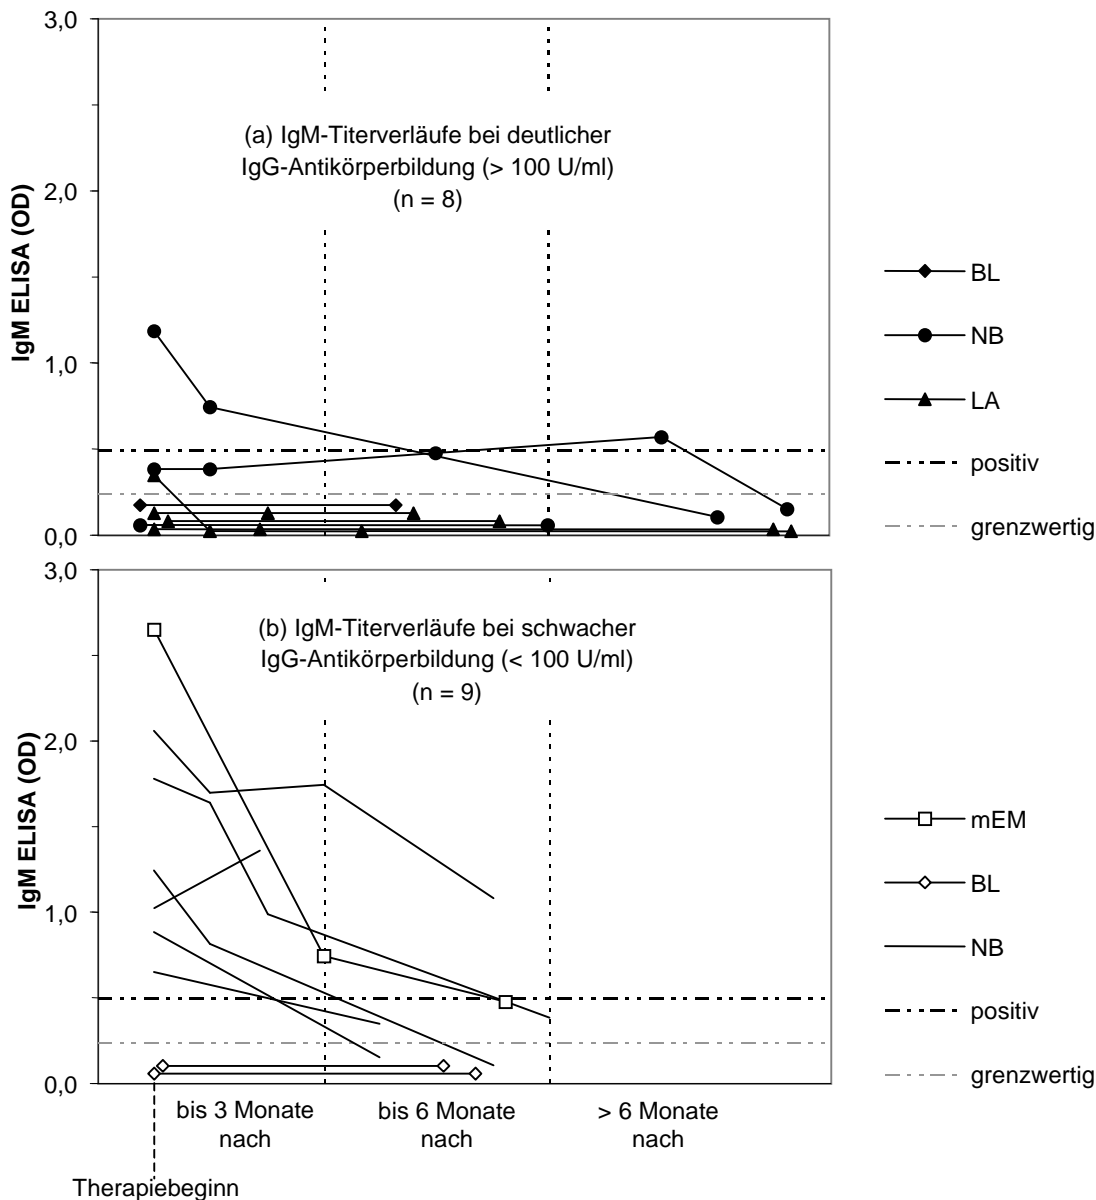 3,0
(a) IgM-Titerverläufe bei deutlicher
IgG-Antikörperbildung (> 100 U/ml)
(n = 8)
2,0
IgM ELISA (OD)
1,0
0,0
BL
NB
LA
positiv
grenzwertig
3,0
(b) IgM-Titerverläufe bei schwacher
IgG-Antikörperbildung (< 100 U/ml)
(n = 9)
2,0
IgM ELISA (OD)
1,0
0,0
mEM
BL
NB
positiv
grenzwertig
bis 3 Monate
nach
bis 6 Monate
nach
> 6 Monate
nach
Therapiebeginn